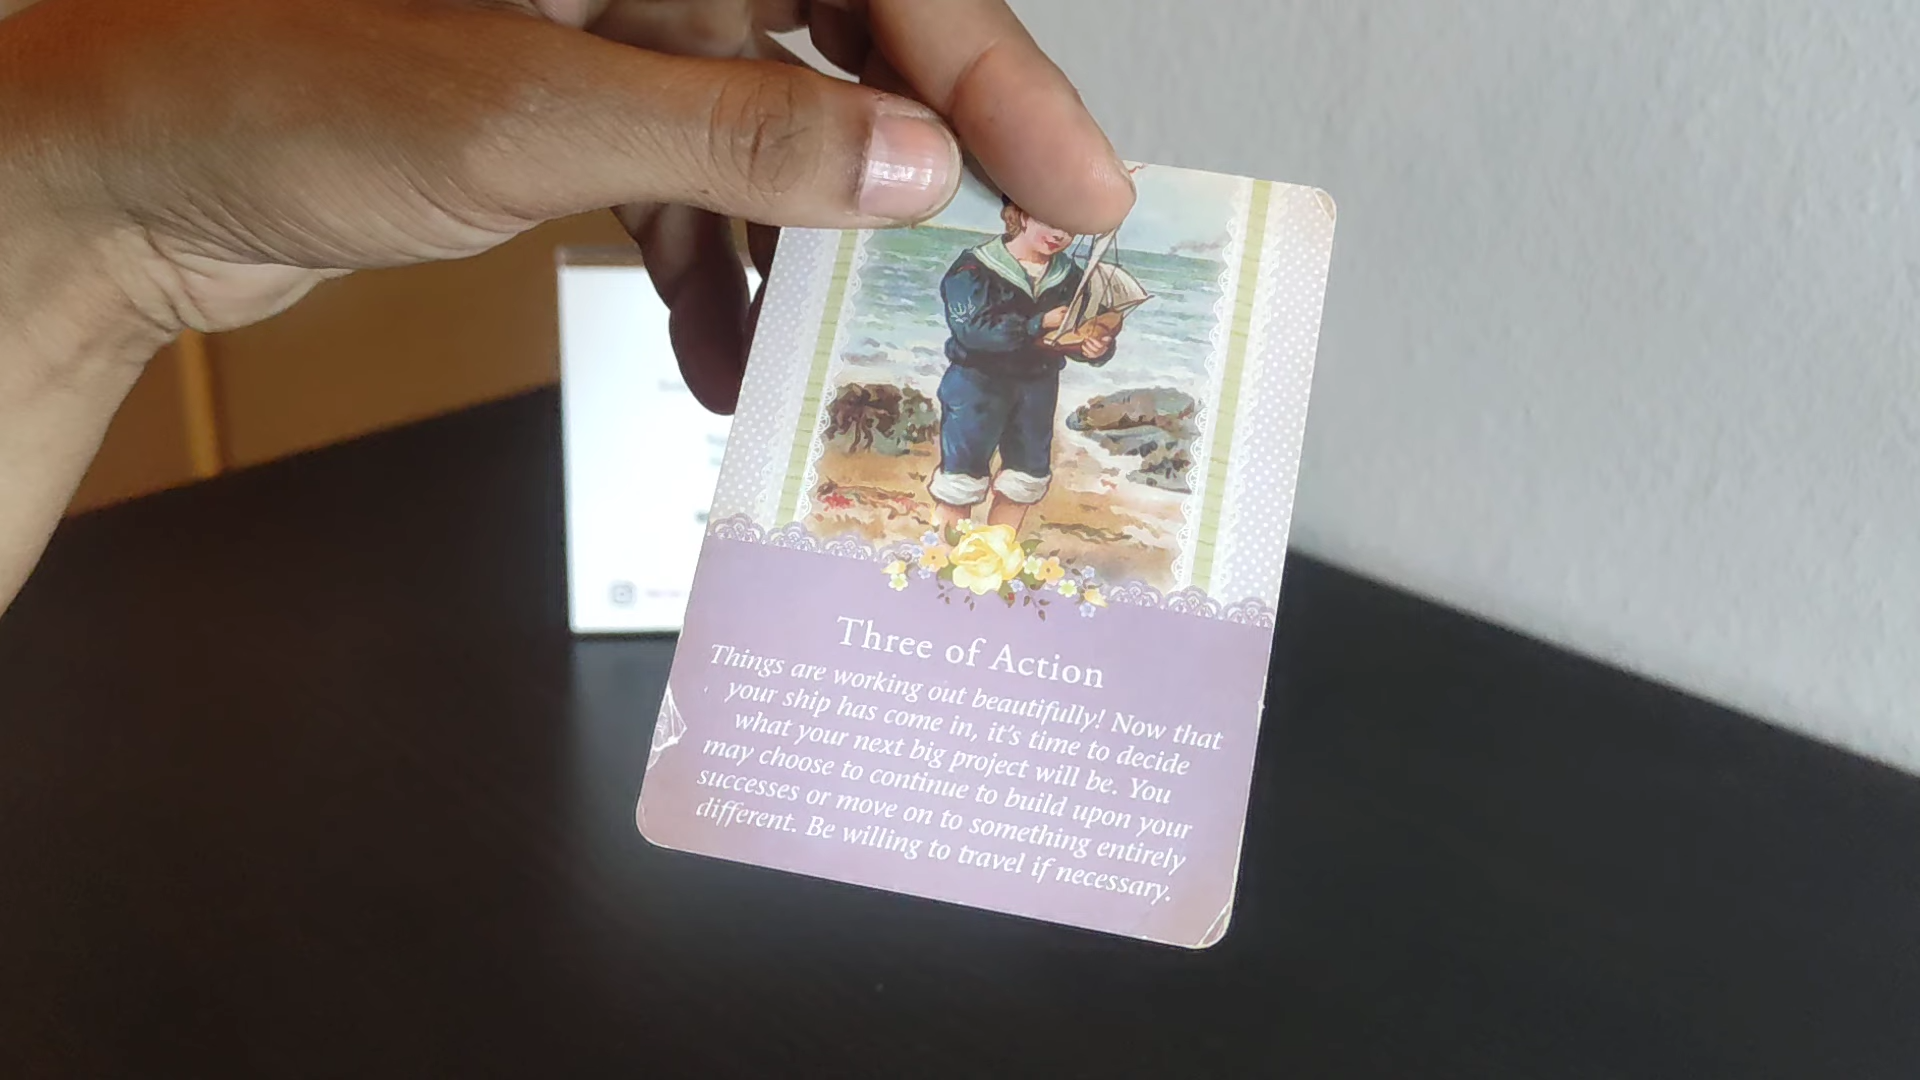 Three of Action
Things are working out beautifully! Now that
your ship has come in, it's time to decide
what your next big project will be. You
may choose to continue to build upon your
successes or move on to something entirely
different. Be willing to travel if necessary.